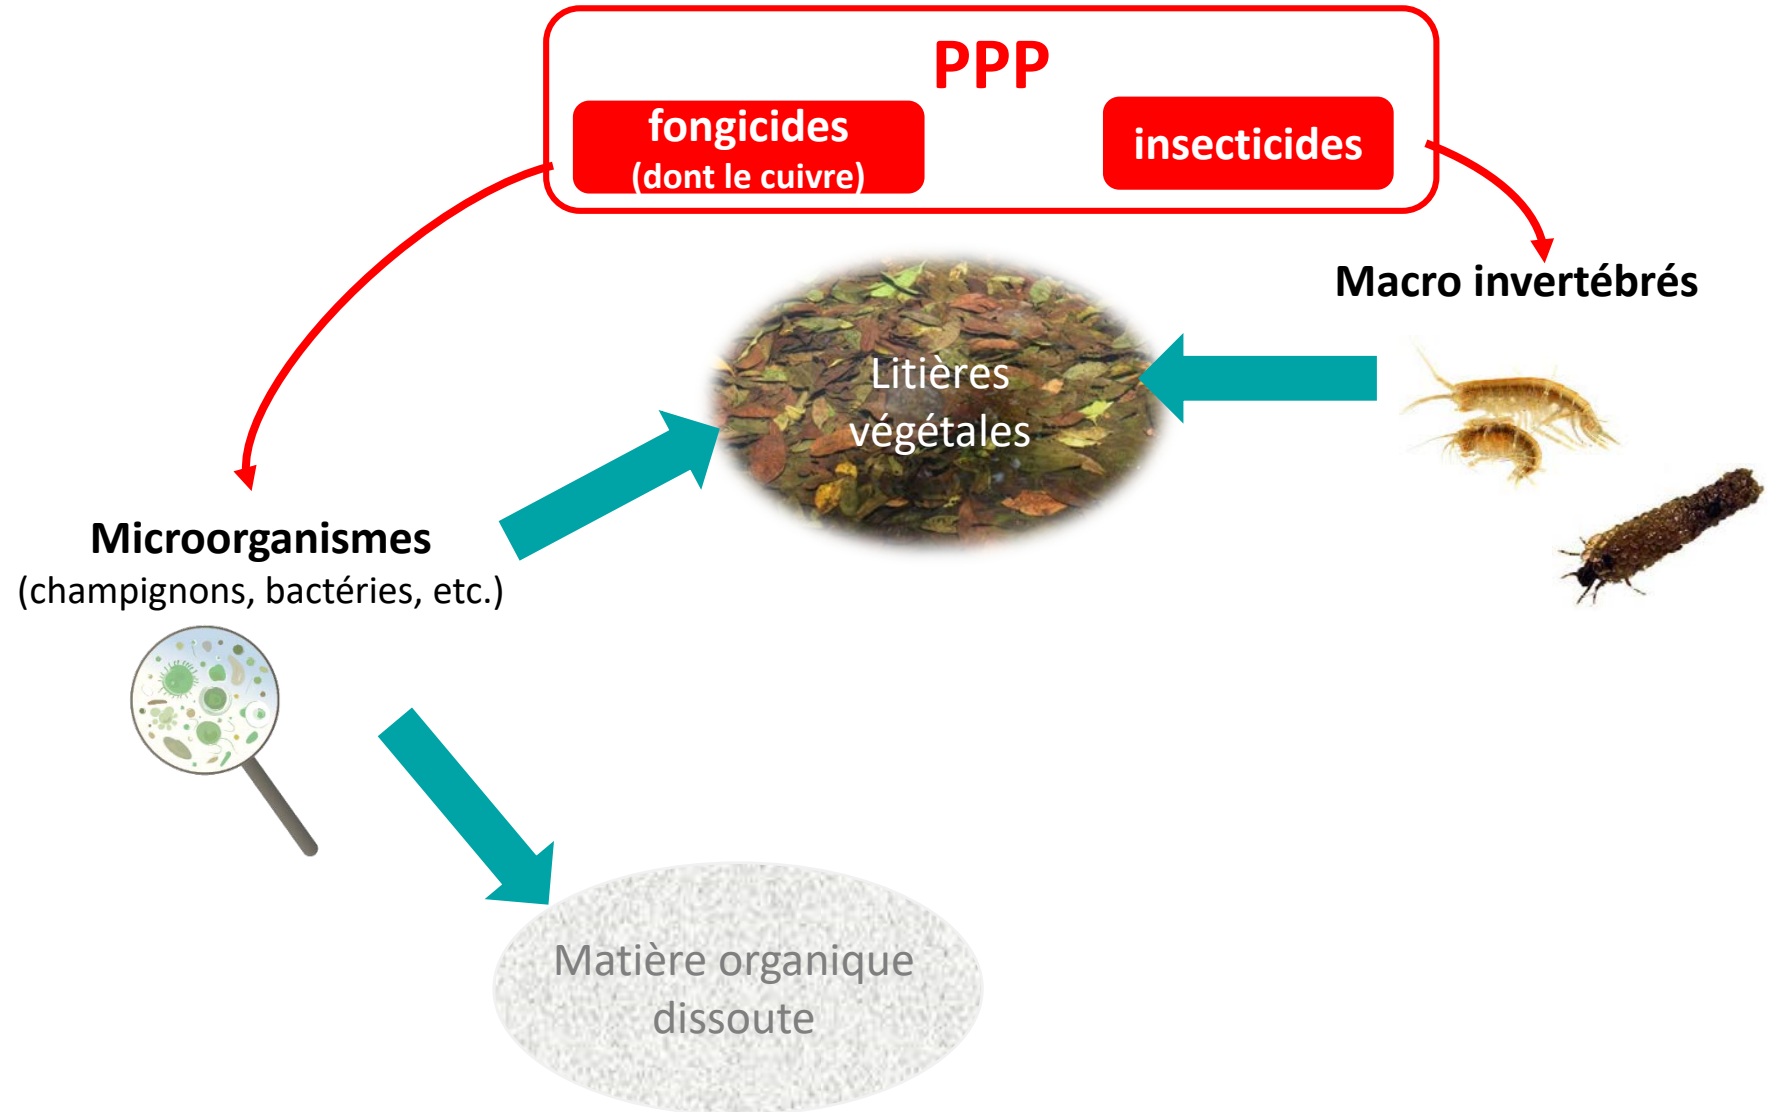 PPP
fongicides
(dont le cuivre)
insecticides
Macro invertébrés
Litières
végétales
Microorganismes
(champignons, bactéries, etc.)
Matière organique
dissoute